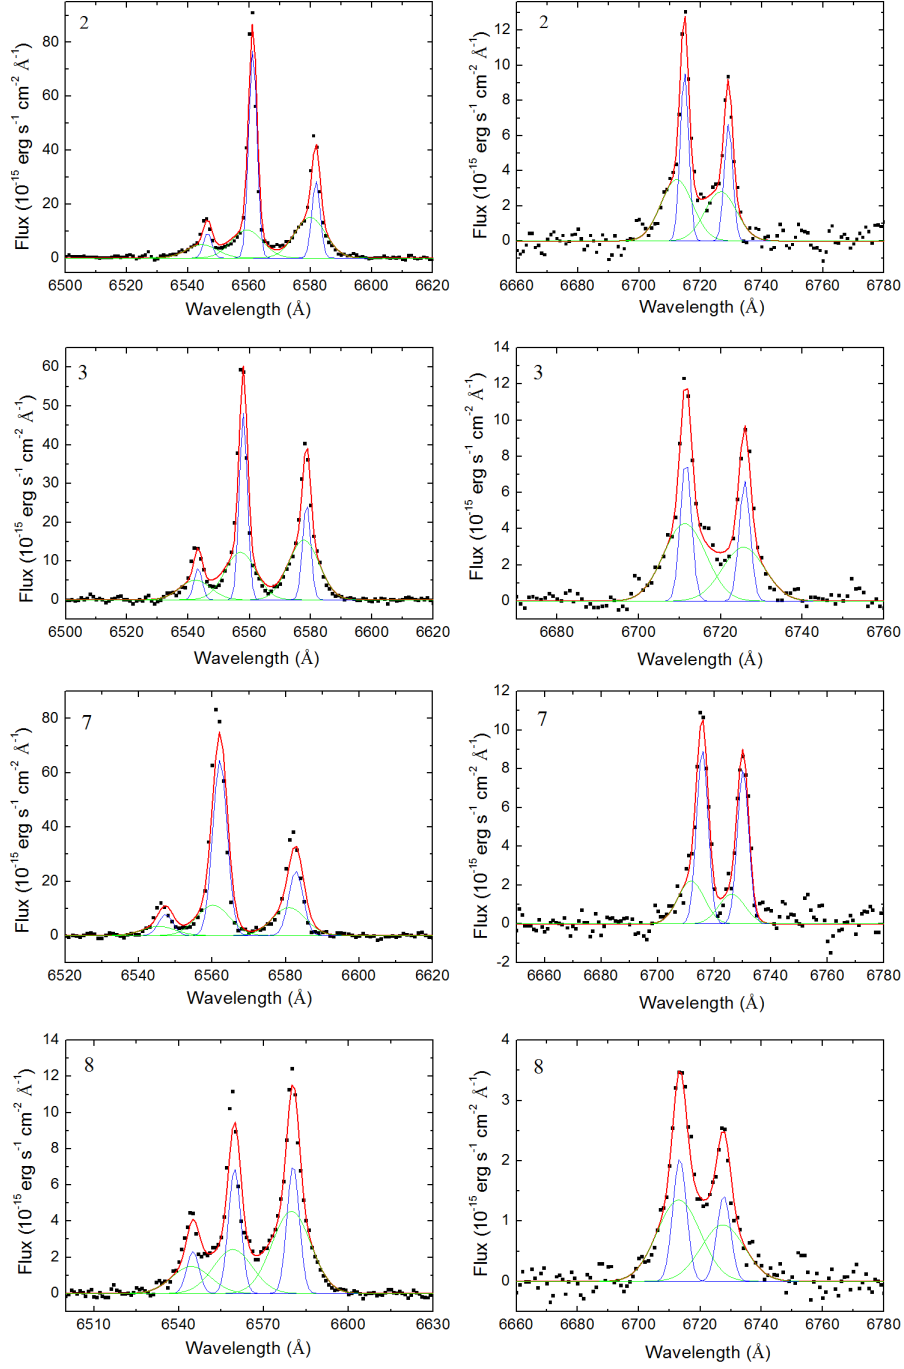 2
80
60
40
20
0
Flux (10⁻¹⁵ erg s⁻¹ cm⁻² Å⁻¹)
6500 6520 6540 6560 6580 6600 6620
Wavelength (Å)
2
12
10
8
6
4
2
0
Flux (10⁻¹⁵ erg s⁻¹ cm⁻² Å⁻¹)
6660 6680 6700 6720 6740 6760 6780
Wavelength (Å)
3
60
50
40
30
20
10
0
Flux (10⁻¹⁵ erg s⁻¹ cm⁻² Å⁻¹)
6500 6520 6540 6560 6580 6600 6620
Wavelength (Å)
3
14
12
10
8
6
4
2
0
Flux (10⁻¹⁵ erg s⁻¹ cm⁻² Å⁻¹)
6680 6700 6720 6740 6760
Wavelength (Å)
7
80
60
40
20
0
Flux (10⁻¹⁵ erg s⁻¹ cm⁻² Å⁻¹)
6520 6540 6560 6580 6600 6620
Wavelength (Å)
7
12
10
8
6
4
2
0
-2
Flux (10⁻¹⁵ erg s⁻¹ cm⁻² Å⁻¹)
6660 6680 6700 6720 6740 6760 6780
Wavelength (Å)
8
14
12
10
8
6
4
2
0
Flux (10⁻¹⁵ erg s⁻¹ cm⁻² Å⁻¹)
6510 6540 6570 6600 6630
Wavelength (Å)
8
4
3
2
1
0
Flux (10⁻¹⁵ erg s⁻¹ cm⁻² Å⁻¹)
6660 6680 6700 6720 6740 6760 6780
Wavelength (Å)